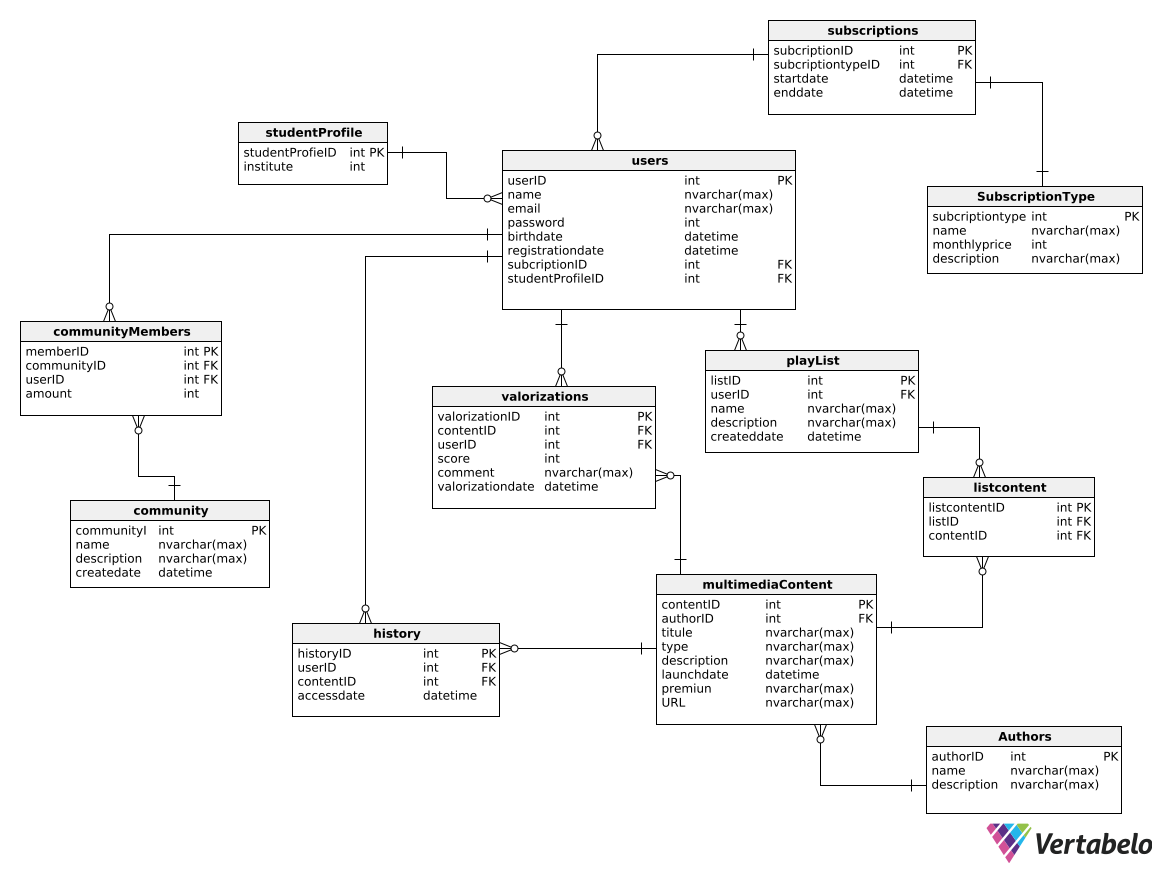 subscriptions
subcriptionID int PK
subcriptiontypeID int FK
startdate datetime
enddate datetime
studentProfile
studentProfieID int PK
institute int
users
userID int PK
name nvarchar(max)
email nvarchar(max)
password int
birthdate datetime
registrationdate datetime
subcriptionID int FK
studentProfileID int FK
SubscriptionType
subcriptiontype int PK
name nvarchar(max)
monthlyprice int
description nvarchar(max)
communityMembers
memberID int PK
communityID int FK
userID int FK
amount int
playList
listID int PK
userID int FK
name nvarchar(max)
description nvarchar(max)
createddate datetime
valorizations
valorizationID int PK
contentID int FK
userID int FK
score int
comment nvarchar(max)
valorizationdate datetime
listcontent
listcontentID int PK
listID int FK
contentID int FK
community
communityI int PK
name nvarchar(max)
description nvarchar(max)
createdate datetime
multimediaContent
contentID int PK
authorID int FK
titule nvarchar(max)
type nvarchar(max)
description nvarchar(max)
launchdate datetime
premiun nvarchar(max)
URL nvarchar(max)
history
historyID int PK
userID int FK
contentID int FK
accessdate datetime
Authors
authorID int PK
name nvarchar(max)
description nvarchar(max)
Vertabelo